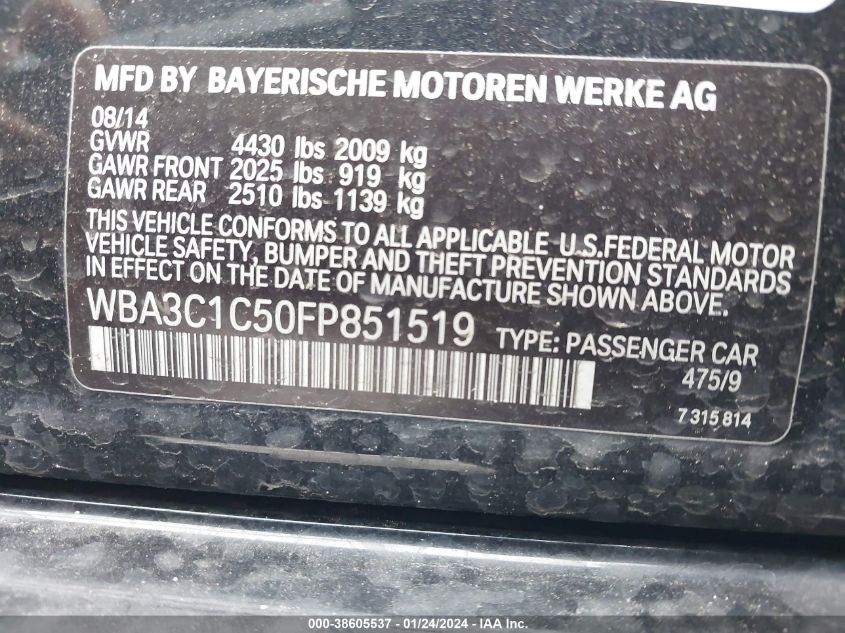 MFD BY BAYERISCHE MOTOREN WERKE AG
08/14
GVWR 4430 lbs 2009 kg
GAWR FRONT 2025 lbs 919 kg
GAWR REAR 2510 lbs 1139 kg
THIS VEHICLE CONFORMS TO ALL APPLICABLE U.S.FEDERAL MOTOR
VEHICLE SAFETY, BUMPER AND THEFT PREVENTION STANDARDS
IN EFFECT ON THE DATE OF MANUFACTURE SHOWN ABOVE.
WBA3C1C50FP851519 TYPE: PASSENGER CAR
475/9
7 315 814
000-38605537 - 01/24/2024 - IAA Inc.